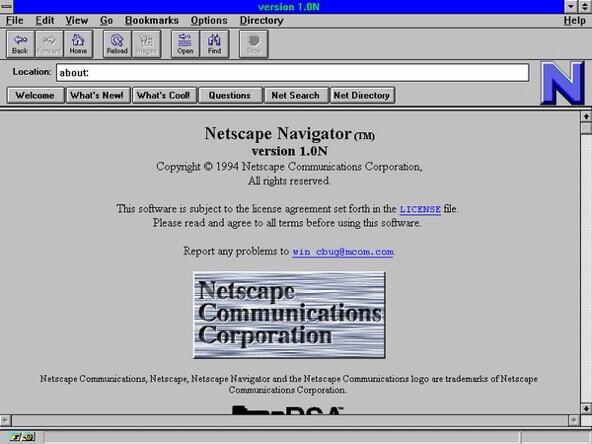 version 1.0N
File Edit View Go Bookmarks Options Directory Help
Back Forward Home Reload Images Open Find Stop
Location: about:
Welcome What's New! What's Cool! Questions Net Search Net Directory
N
Netscape Navigator (TM)
version 1.0N
Copyright © 1994 Netscape Communications Corporation,
All rights reserved.
This software is subject to the license agreement set forth in the LICENSE file.
Please read and agree to all terms before using this software.
Report any problems to win_cbug@mcom.com
Netscape
Communications
Corporation
Netscape Communications, Netscape, Netscape Navigator and the Netscape Communications logo are trademarks of Netscape
Communications Corporation.